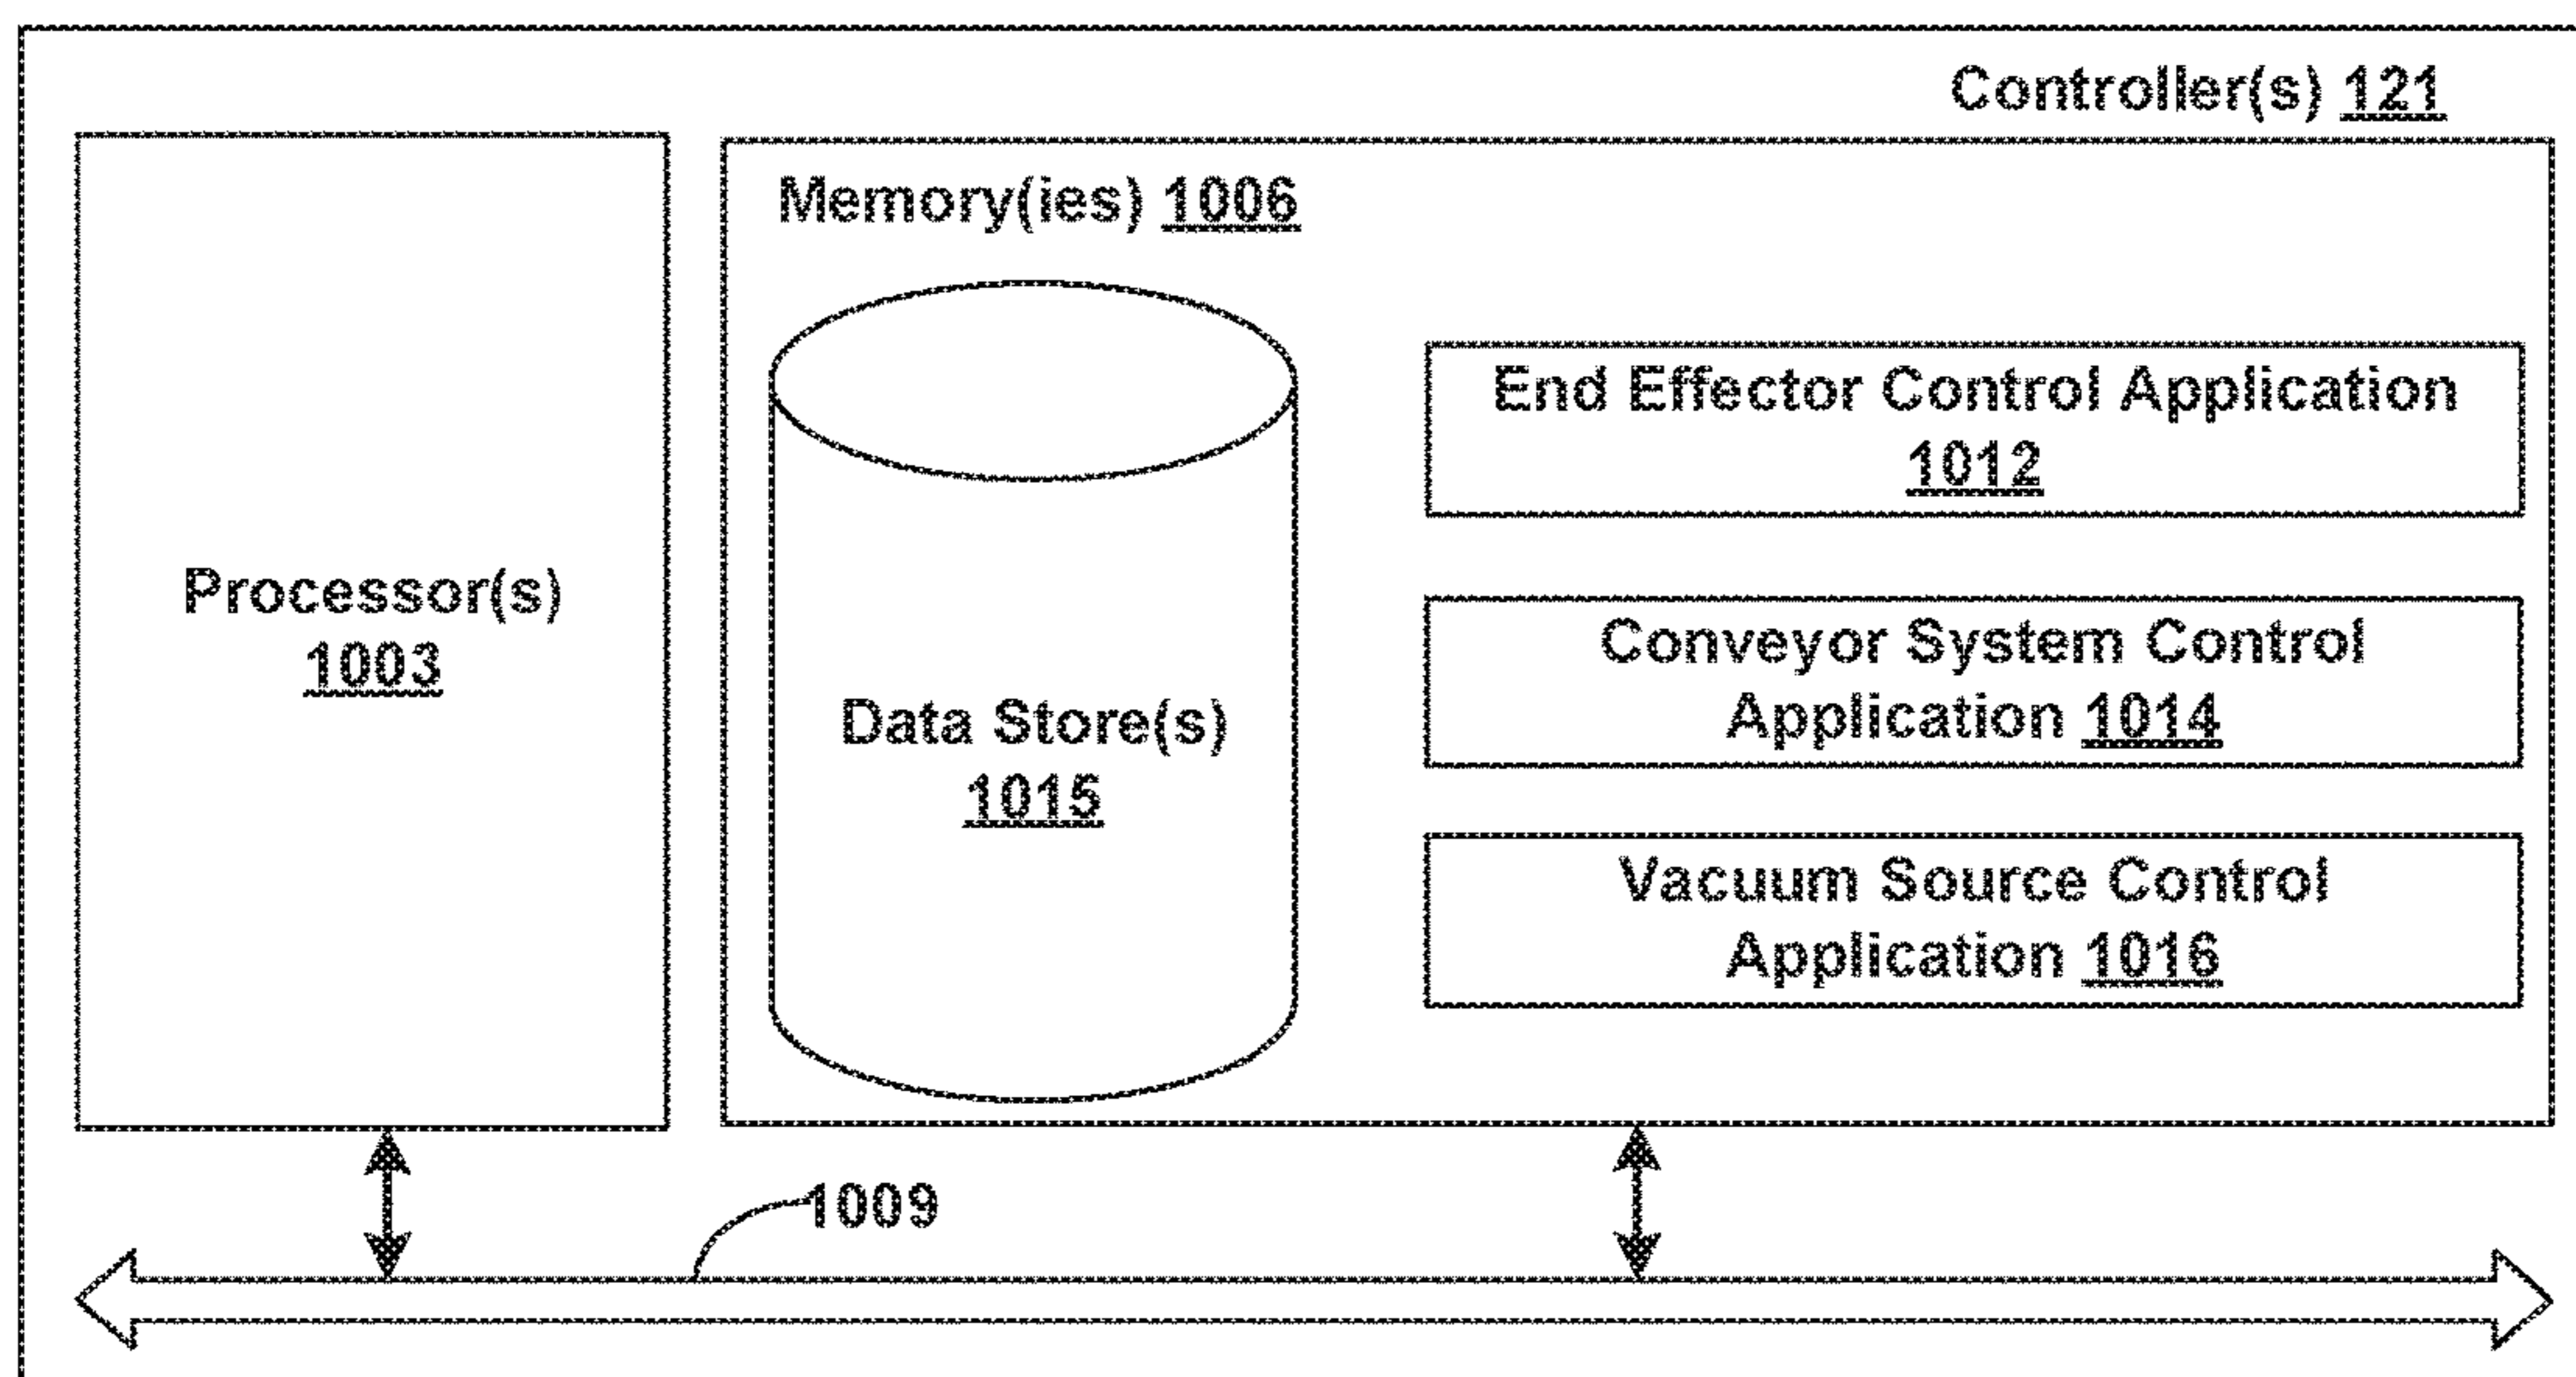 Controller(s) 121
Memory(ies) 1006
Processor(s)
1003
Data Store(s)
1015
End Effector Control Application
1012
Conveyor System Control
Application 1014
Vacuum Source Control
Application 1016
1009